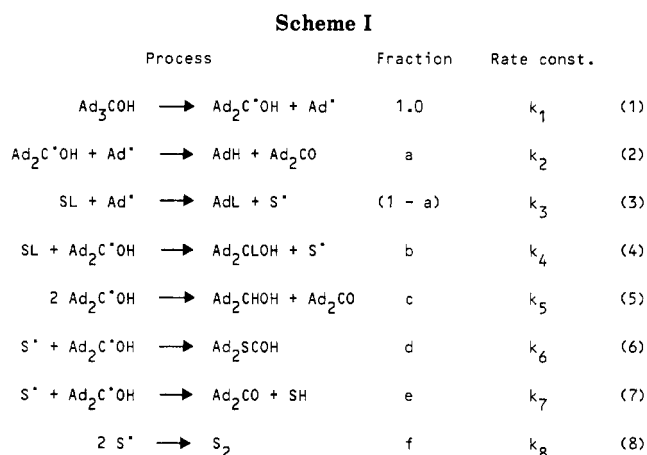 Scheme I
Process Fraction Rate const.
Ad₃COH → Ad₂C˙OH + Ad˙ 1.0 k₁ (1)
Ad₂C˙OH + Ad˙ → AdH + Ad₂CO a k₂ (2)
SL + Ad˙ → AdL + S˙ (1 - a) k₃ (3)
SL + Ad₂C˙OH → Ad₂CLOH + S˙ b k₄ (4)
2 Ad₂C˙OH → Ad₂CHOH + Ad₂CO c k₅ (5)
S˙ + Ad₂C˙OH → Ad₂SCOH d k₆ (6)
S˙ + Ad₂C˙OH → Ad₂CO + SH e k₇ (7)
2 S˙ → S₂ f k₈ (8)